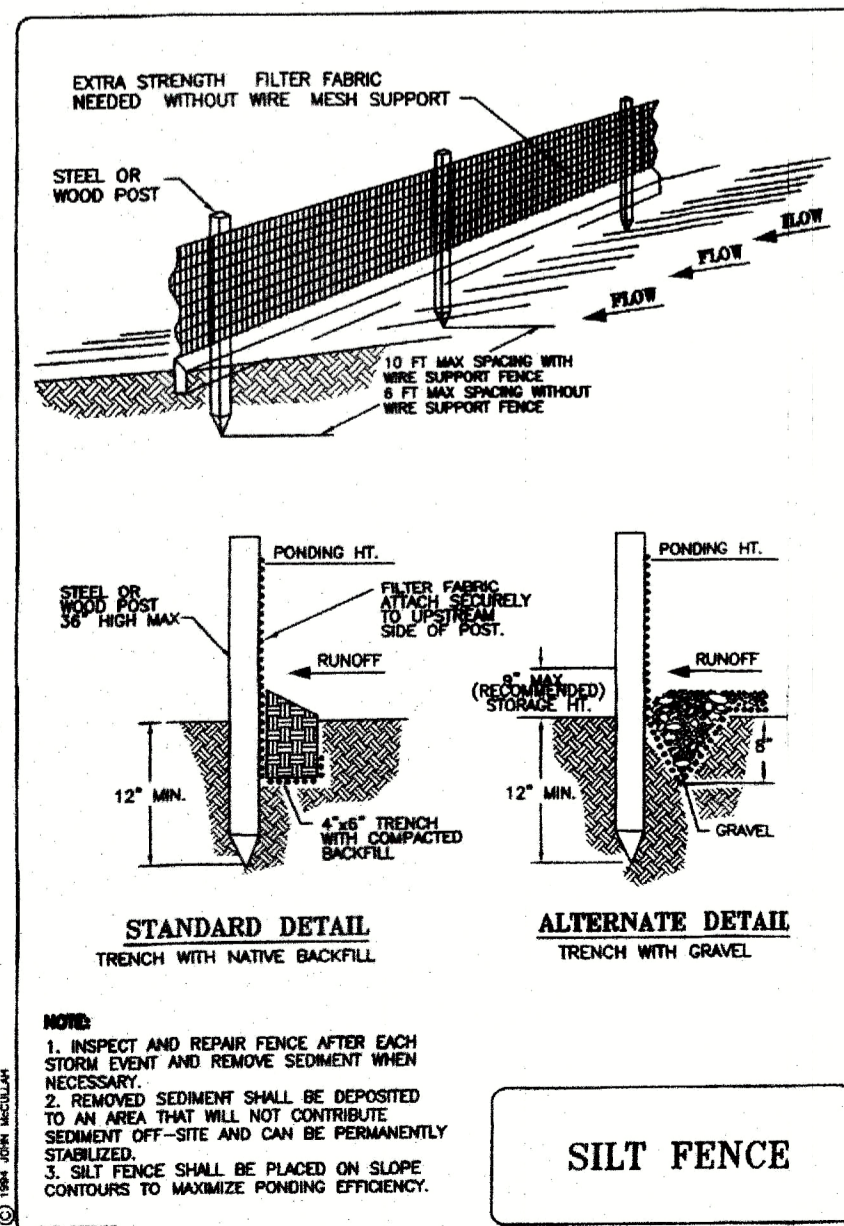 EXTRA STRENGTH FILTER FABRIC
NEEDED WITHOUT WIRE MESH SUPPORT
STEEL OR
WOOD POST
FLOW
FLOW
FLOW
10 FT MAX SPACING WITH
WIRE SUPPORT FENCE
6 FT MAX SPACING WITHOUT
WIRE SUPPORT FENCE
PONDING HT.
STEEL OR
WOOD POST
36" HIGH MAX
FILTER FABRIC
ATTACH SECURELY
TO UPSTREAM
SIDE OF POST.
RUNOFF
12" MIN.
4"x6" TRENCH
WITH COMPACTED
BACKFILL
STANDARD DETAIL
TRENCH WITH NATIVE BACKFILL
PONDING HT.
RUNOFF
9" MAX
(RECOMMENDED)
STORAGE HT.
12" MIN.
8"
GRAVEL
ALTERNATE DETAIL
TRENCH WITH GRAVEL
NOTE:
1. INSPECT AND REPAIR FENCE AFTER EACH
STORM EVENT AND REMOVE SEDIMENT WHEN
NECESSARY.
2. REMOVED SEDIMENT SHALL BE DEPOSITED
TO AN AREA THAT WILL NOT CONTRIBUTE
SEDIMENT OFF-SITE AND CAN BE PERMANENTLY
STABILIZED.
3. SILT FENCE SHALL BE PLACED ON SLOPE
CONTOURS TO MAXIMIZE PONDING EFFICIENCY.
SILT FENCE
© 1994 JOHN McCULLAH